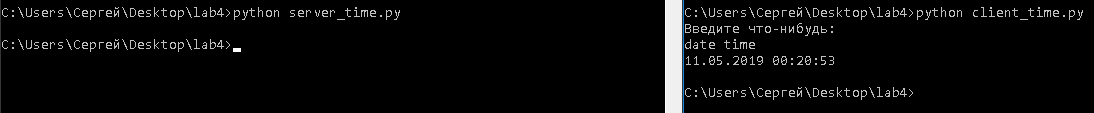 C:\Users\Сергей\Desktop\lab4>python server_time.py
C:\Users\Сергей\Desktop\lab4>
C:\Users\Сергей\Desktop\lab4>python client_time.py
Введите что-нибудь:
date time
11.05.2019 00:20:53
C:\Users\Сергей\Desktop\lab4>